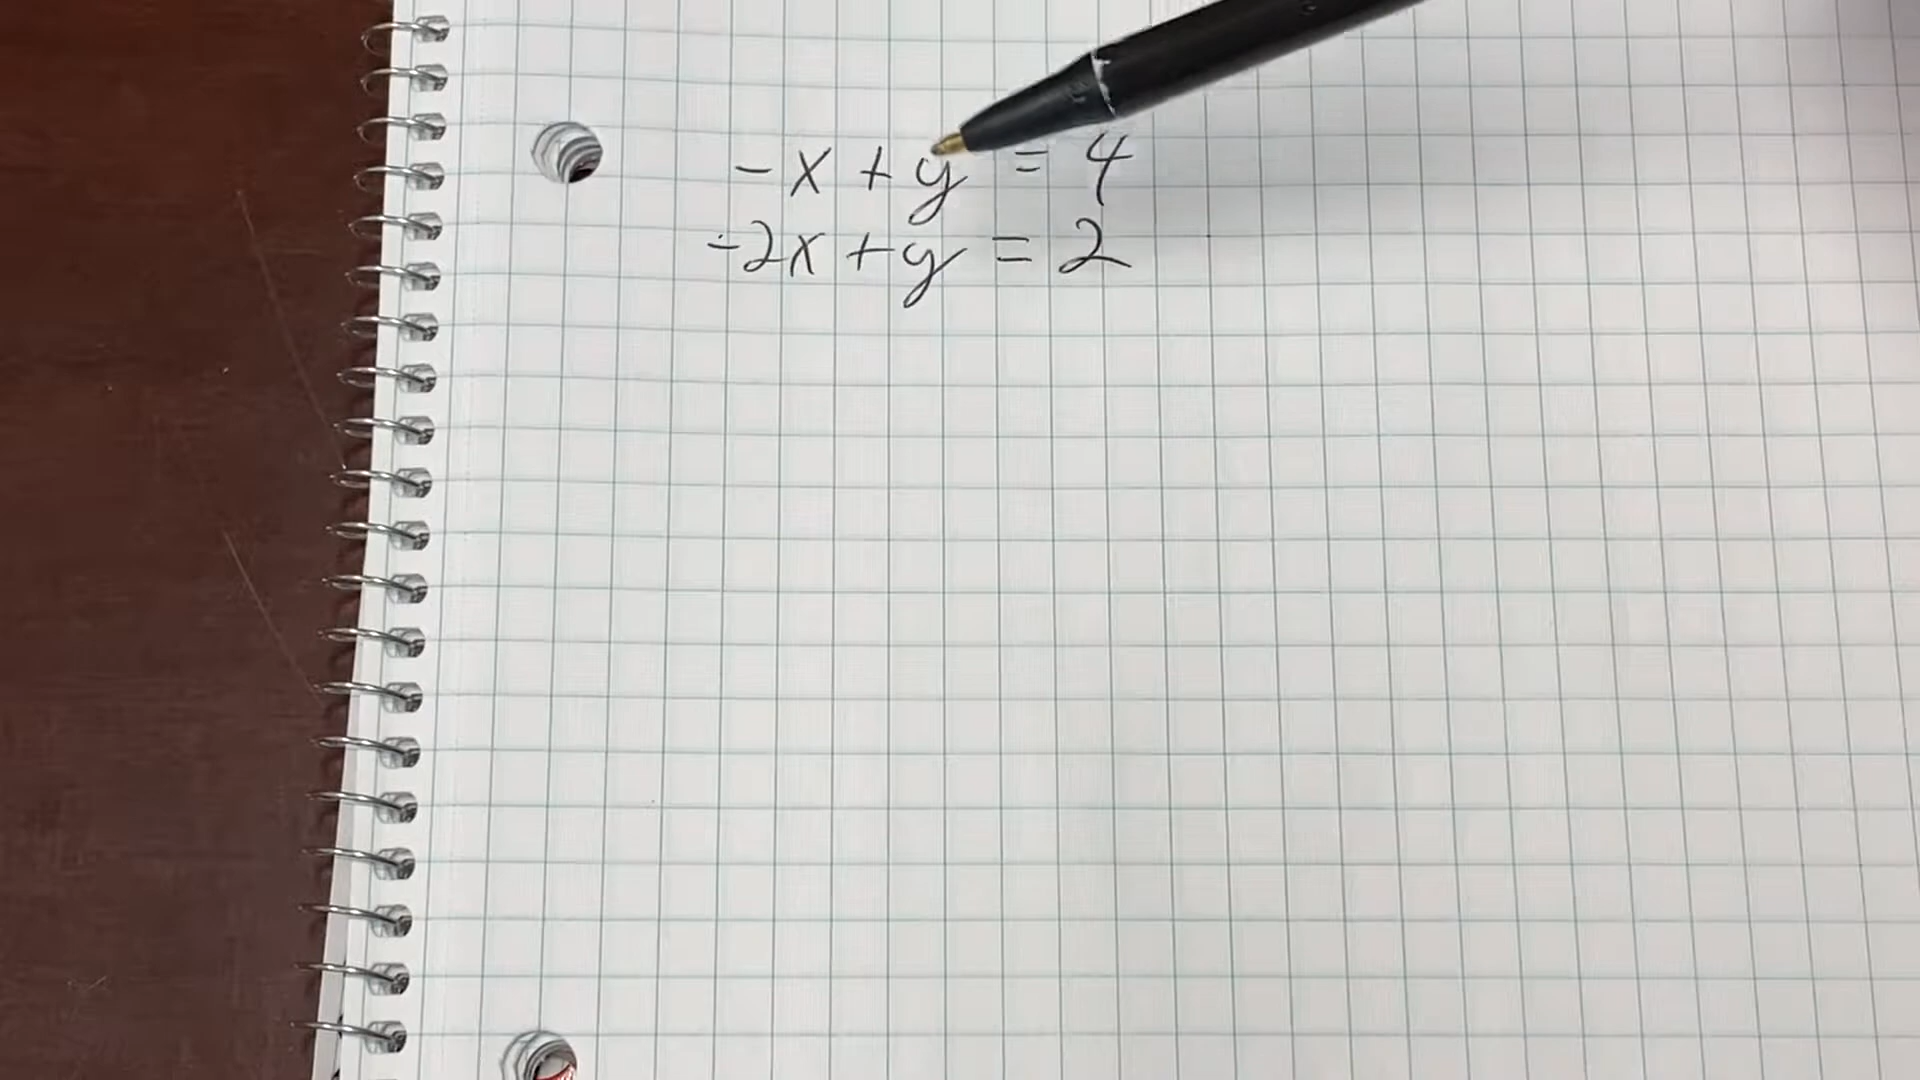 -x + y = 4
-2x + y = 2